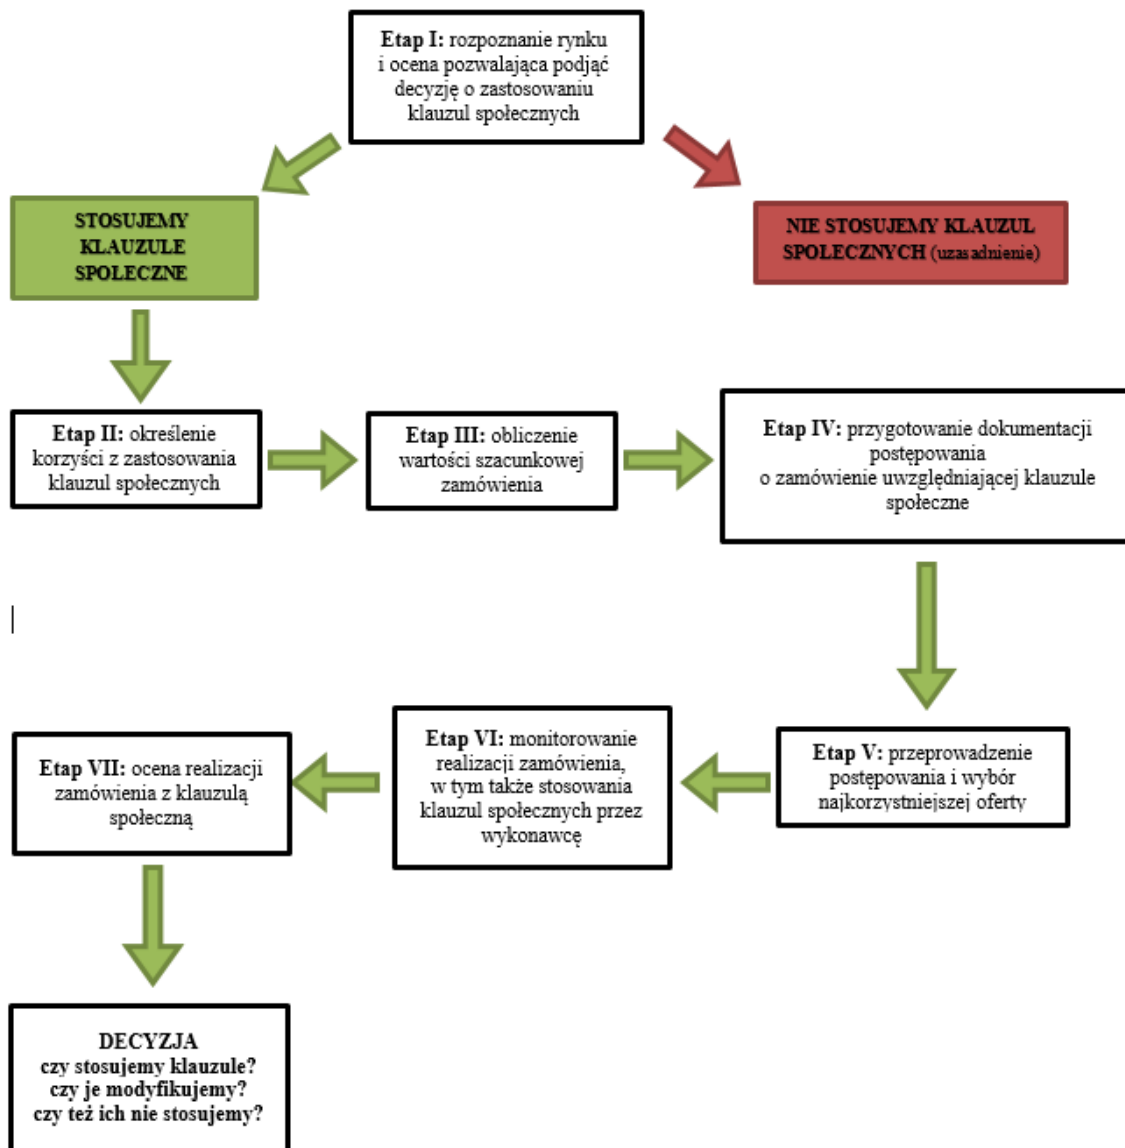 Etap I: rozpoznanie rynku
i ocena pozwalająca podjąć
decyzję o zastosowaniu
klauzul społecznych
STOSUJEMY
KLAUZULE
SPOŁECZNE
NIE STOSUJEMY KLAUZUL
SPOŁECZNYCH (uzasadnienie)
Etap II: określenie
korzyści z zastosowania
klauzul społecznych
Etap III: obliczenie
wartości szacunkowej
zamówienia
Etap IV: przygotowanie dokumentacji
postępowania
o zamówienie uwzględniającej klauzule
społeczne
Etap V: przeprowadzenie
postępowania i wybór
najkorzystniejszej oferty
Etap VI: monitorowanie
realizacji zamówienia,
w tym także stosowania
klauzul społecznych przez
wykonawcę
Etap VII: ocena realizacji
zamówienia z klauzulą
społeczną
DECYZJA
czy stosujemy klauzule?
czy je modyfikujemy?
czy też ich nie stosujemy?